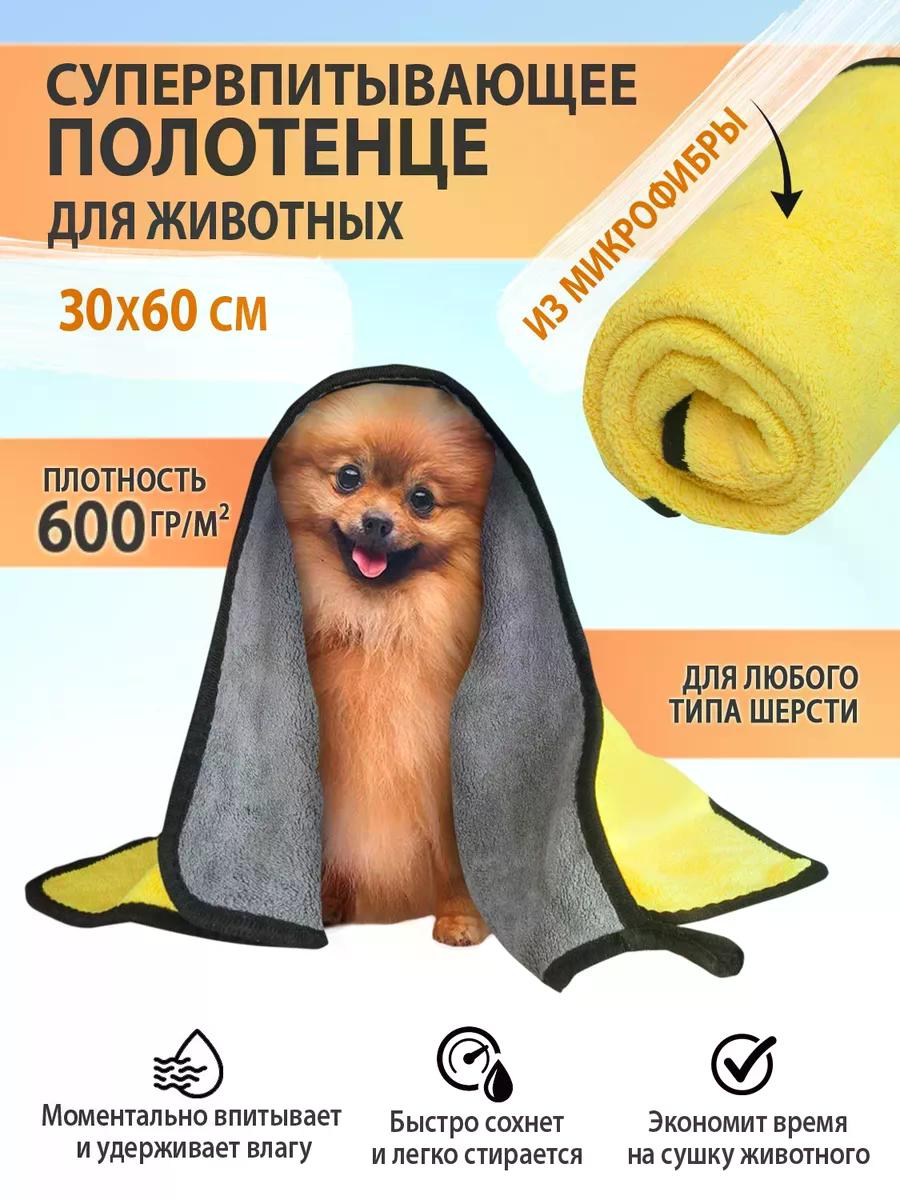 СУПЕРВПИТЫВАЮЩЕЕ
ПОЛОТЕНЦЕ
ДЛЯ ЖИВОТНЫХ
ИЗ МИКРОФИБРЫ
30Х60 СМ
ПЛОТНОСТЬ
600 ГР/М²
ДЛЯ ЛЮБОГО
ТИПА ШЕРСТИ
Моментально впитывает
и удерживает влагу
Быстро сохнет
и легко стирается
Экономит время
на сушку животного